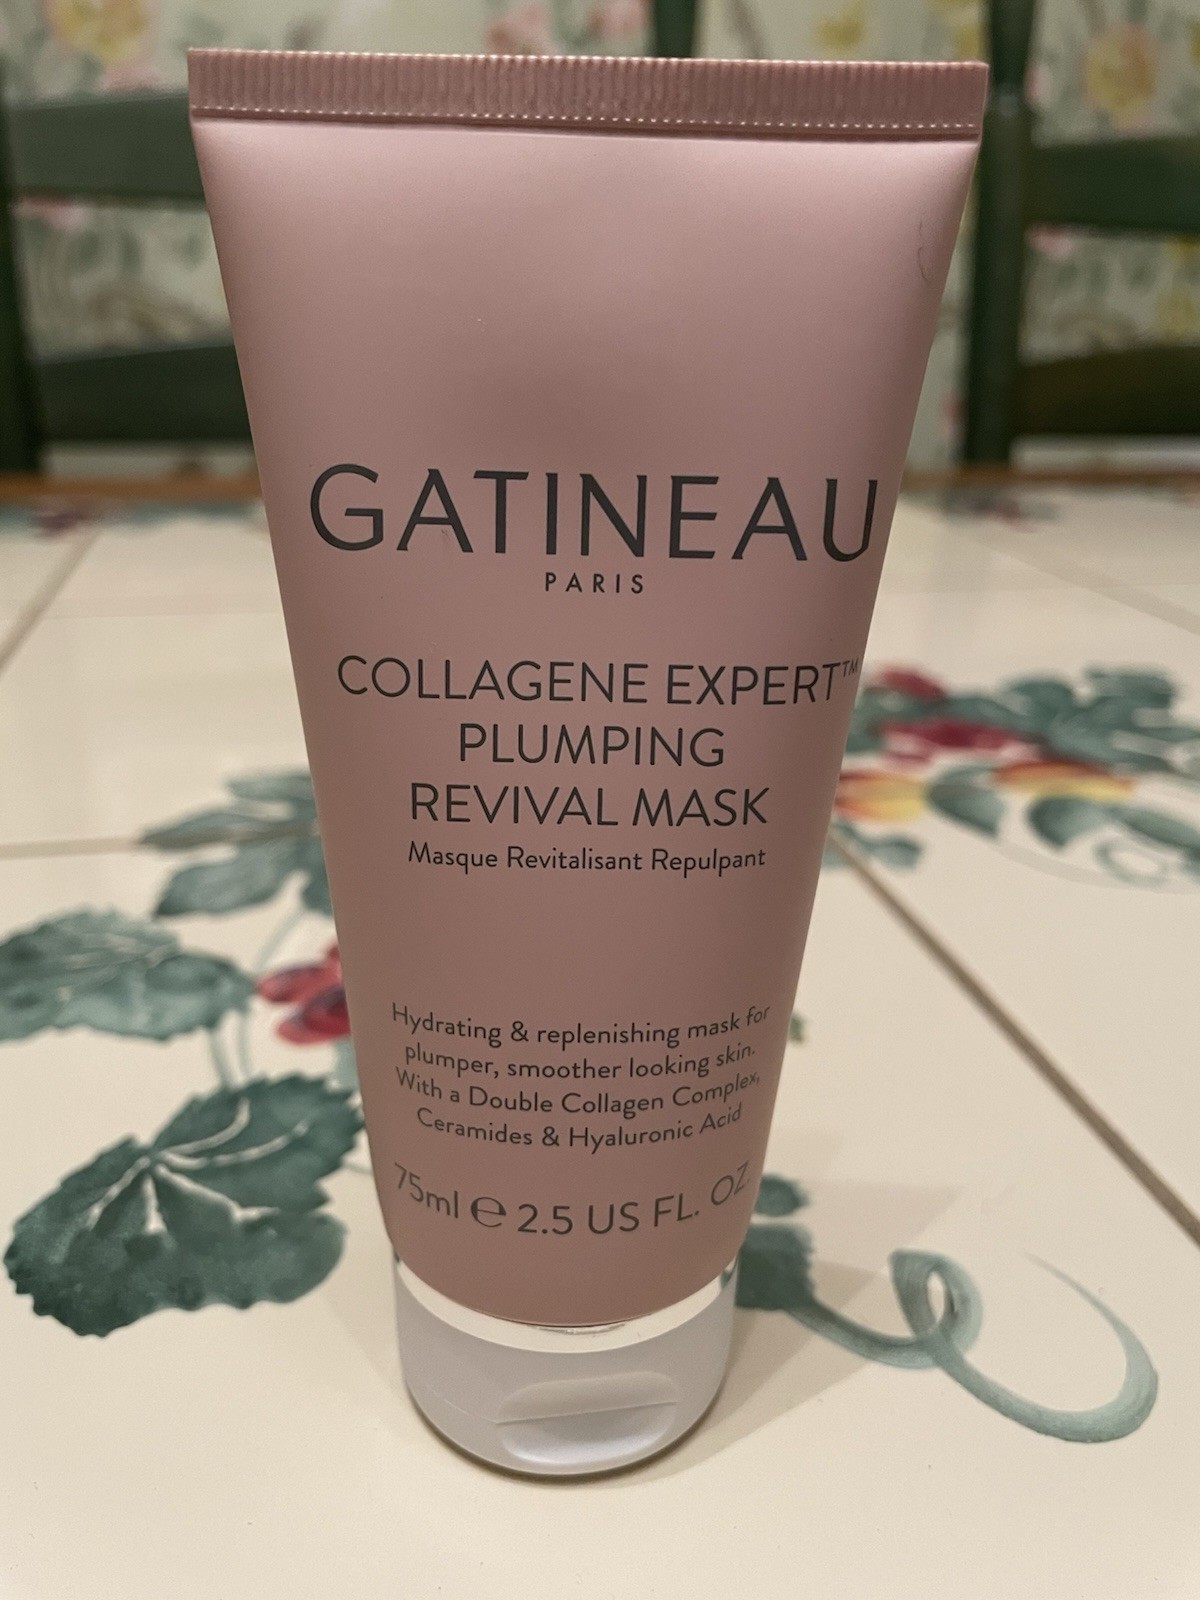 GATINEAU
PARIS
COLLAGENE EXPERT™
PLUMPING
REVIVAL MASK
Masque Revitalisant Repulpant
Hydrating & replenishing mask for
plumper, smoother looking skin.
With a Double Collagen Complex,
Ceramides & Hyaluronic Acid
75ml ℮ 2.5 US FL. OZ.